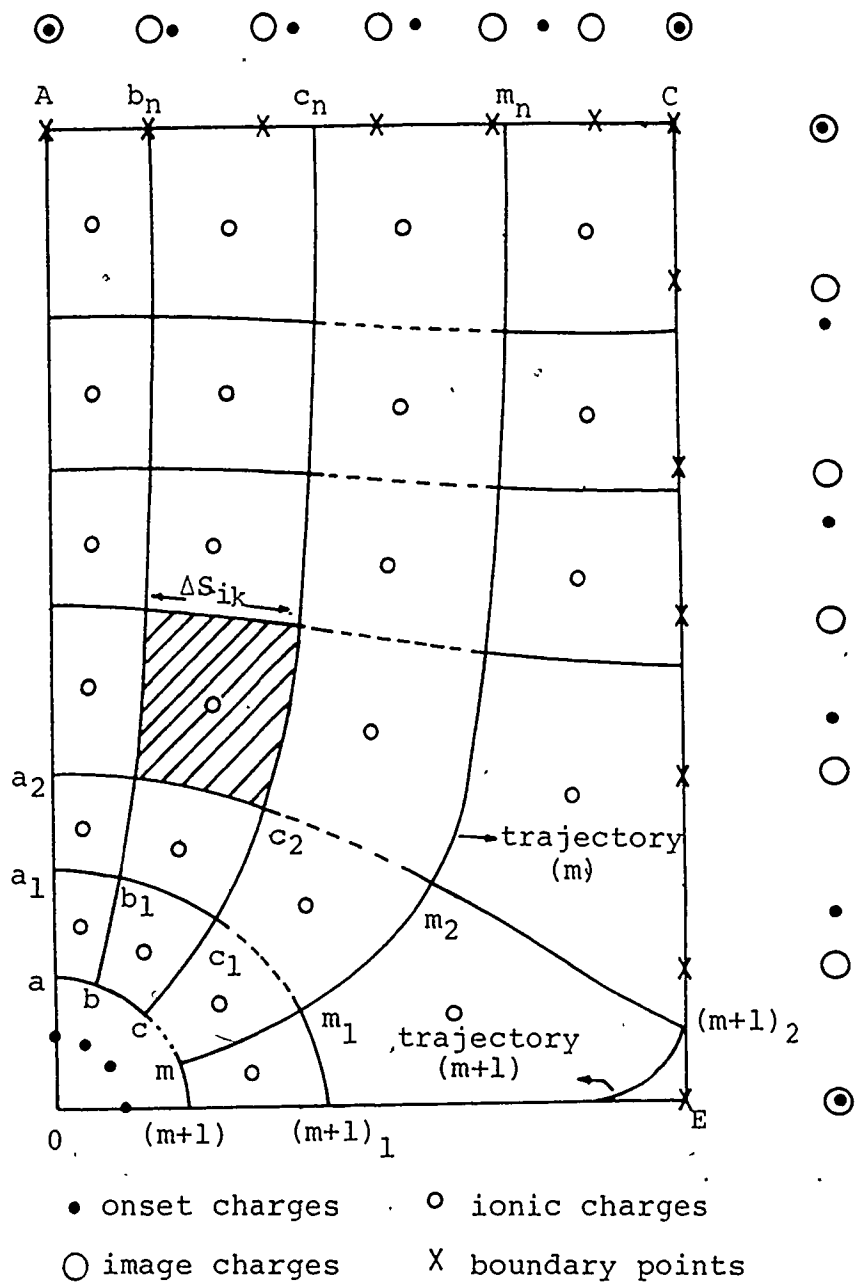 A b_n c_n m_n C
ΔS_ik
a_2
c_2
trajectory
(m)
a_1
b_1
m_2
c_1
a
b
c
m_1
(m+1)_2
trajectory
(m+1)
m
E
0
(m+1)
(m+1)_1
onset charges
ionic charges
image charges
X boundary points